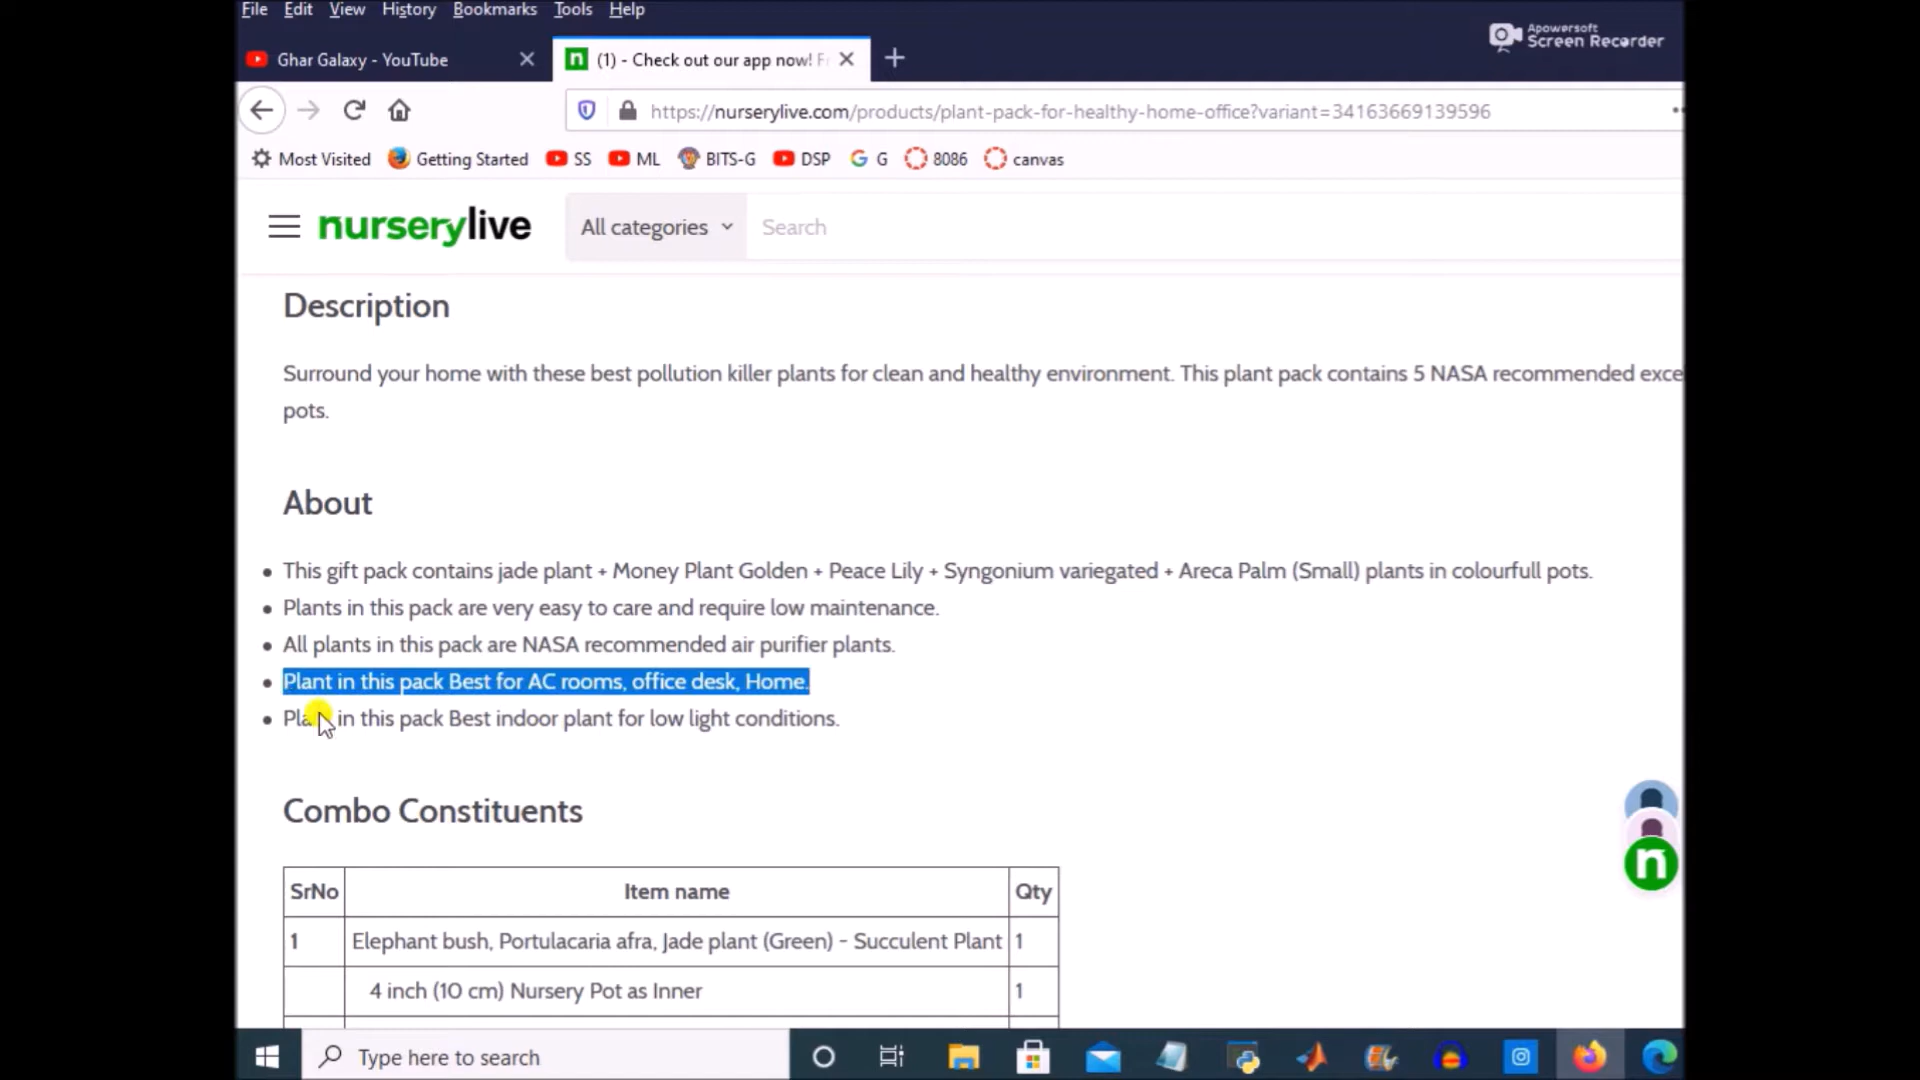 File Edit View History Bookmarks Tools Help
Apowersoft
Screen Recorder
Ghar Galaxy - YouTube
(1) - Check out our app now! Fr
https://nurserylive.com/products/plant-pack-for-healthy-home-office?variant=34163669139596
Most Visited Getting Started SS ML BITS-G DSP G 8086 canvas
nurserylive All categories Search
Description
Surround your home with these best pollution killer plants for clean and healthy environment. This plant pack contains 5 NASA recommended exce
pots.
About
• This gift pack contains jade plant + Money Plant Golden + Peace Lily + Syngonium variegated + Areca Palm (Small) plants in colourfull pots.
• Plants in this pack are very easy to care and require low maintenance.
• All plants in this pack are NASA recommended air purifier plants.
• Plant in this pack Best for AC rooms, office desk, Home.
• Plant in this pack Best indoor plant for low light conditions.
Combo Constituents
SrNo Item name Qty
1 Elephant bush, Portulacaria afra, Jade plant (Green) - Succulent Plant 1
4 inch (10 cm) Nursery Pot as Inner 1
n
Type here to search